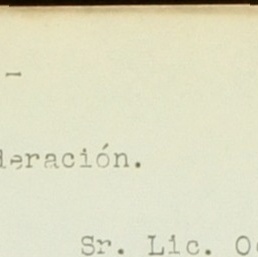 -
deración.
Sr. Lic. O